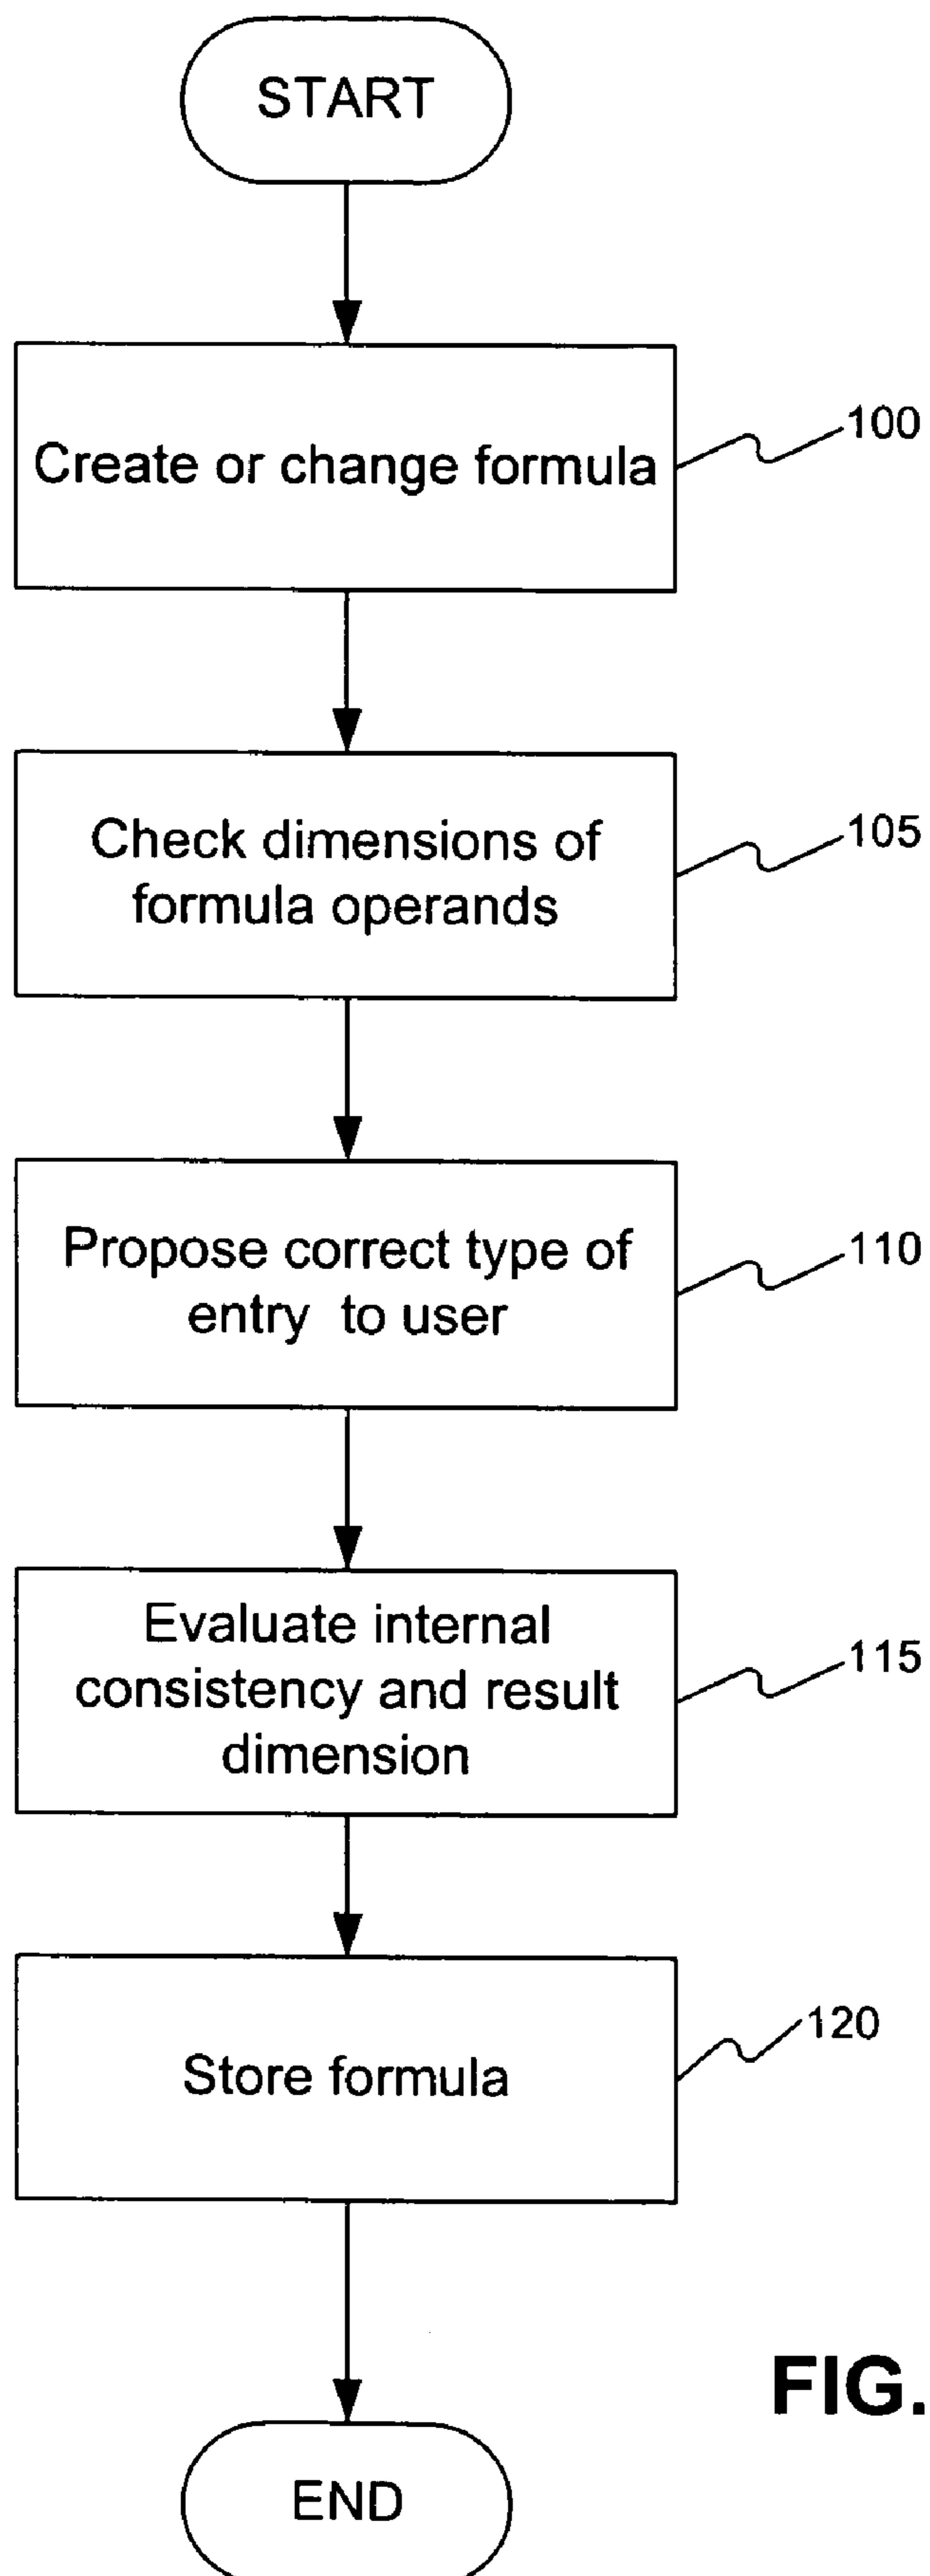 START
Create or change formula
100
Check dimensions of
formula operands
105
Propose correct type of
entry to user
110
Evaluate internal
consistency and result
dimension
115
Store formula
120
FIG.
END